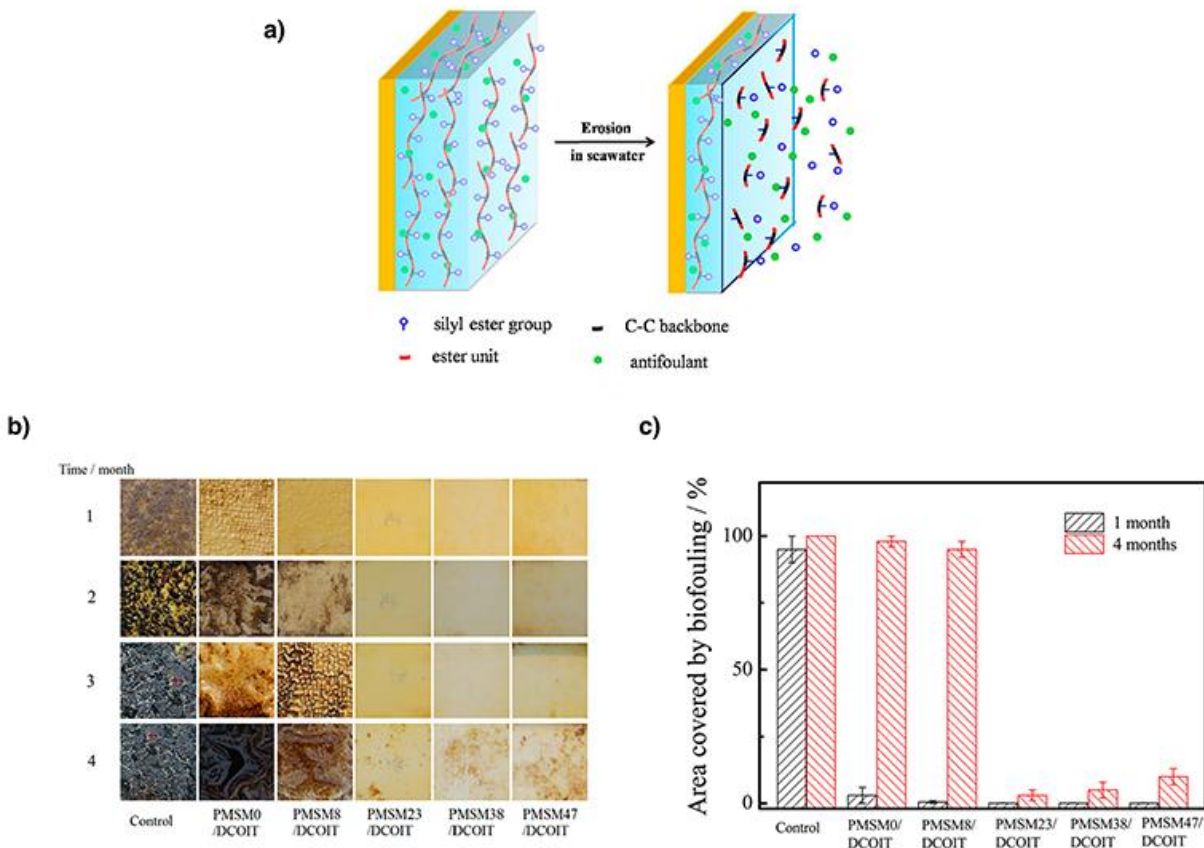 a)
Erosion
in seawater
silyl ester group
C-C backbone
ester unit
antifoulant
b)
Time / month
1
2
3
4
Control
PMSM0
/DCOIT
PMSM8
/DCOIT
PMSM23
/DCOIT
PMSM38
/DCOIT
PMSM47
/DCOIT
c)
Area covered by biofouling / %
100
50
0
1 month
4 months
Control
PMSM0/
DCOIT
PMSM8/
DCOIT
PMSM23/
DCOIT
PMSM38/
DCOIT
PMSM47/
DCOIT